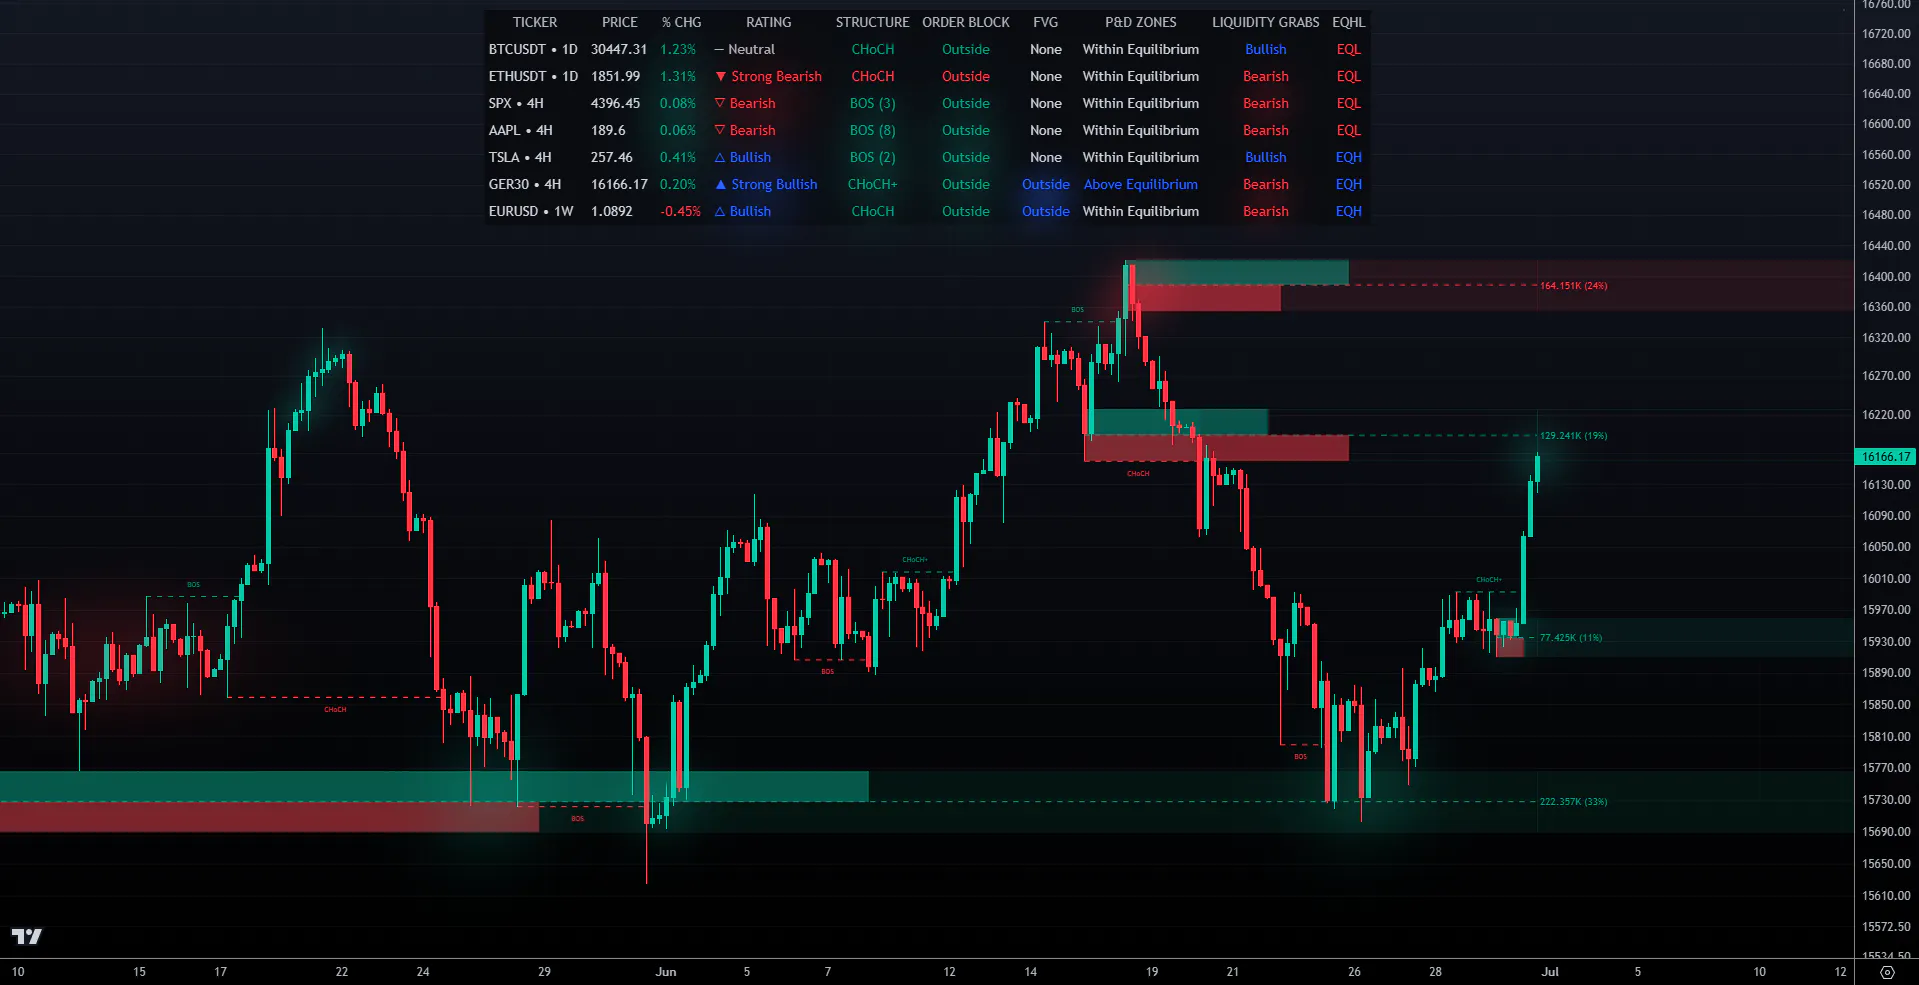 TICKER PRICE % CHG RATING STRUCTURE ORDER BLOCK FVG P&D ZONES LIQUIDITY GRABS EQHL
BTCUSDT • 1D 30447.31 1.23% — Neutral CHoCH Outside None Within Equilibrium Bullish EQL
ETHUSDT • 1D 1851.99 1.31% ▼ Strong Bearish CHoCH Outside None Within Equilibrium Bearish EQL
SPX • 4H 4396.45 0.08% ▽ Bearish BOS (3) Outside None Within Equilibrium Bearish EQL
AAPL • 4H 189.6 0.06% ▽ Bearish BOS (8) Outside None Within Equilibrium Bearish EQL
TSLA • 4H 257.46 0.41% △ Bullish BOS (2) Outside None Within Equilibrium Bullish EQH
GER30 • 4H 16166.17 0.20% ▲ Strong Bullish CHoCH+ Outside Outside Above Equilibrium Bearish EQH
EURUSD • 1W 1.0892 -0.45% △ Bullish CHoCH Outside Outside Within Equilibrium Bearish EQH
16760.00
16720.00
16680.00
16640.00
16600.00
16560.00
16520.00
16480.00
16440.00
16400.00
164.151K (24%)
16360.00
BOS
16320.00
16270.00
16220.00
129.241K (19%)
16166.17
CHoCH
16130.00
16090.00
16050.00
CHoCH+
16010.00
CHoCH+
BOS
15970.00
15930.00
77.425K (11%)
15890.00
BOS
15850.00
CHoCH
15810.00
BOS
15770.00
15730.00
222.357K (33%)
BOS
15690.00
15650.00
15610.00
15572.50
15534.50
10 15 17 22 24 29 Jun 5 7 12 14 19 21 26 28 Jul 5 10 12